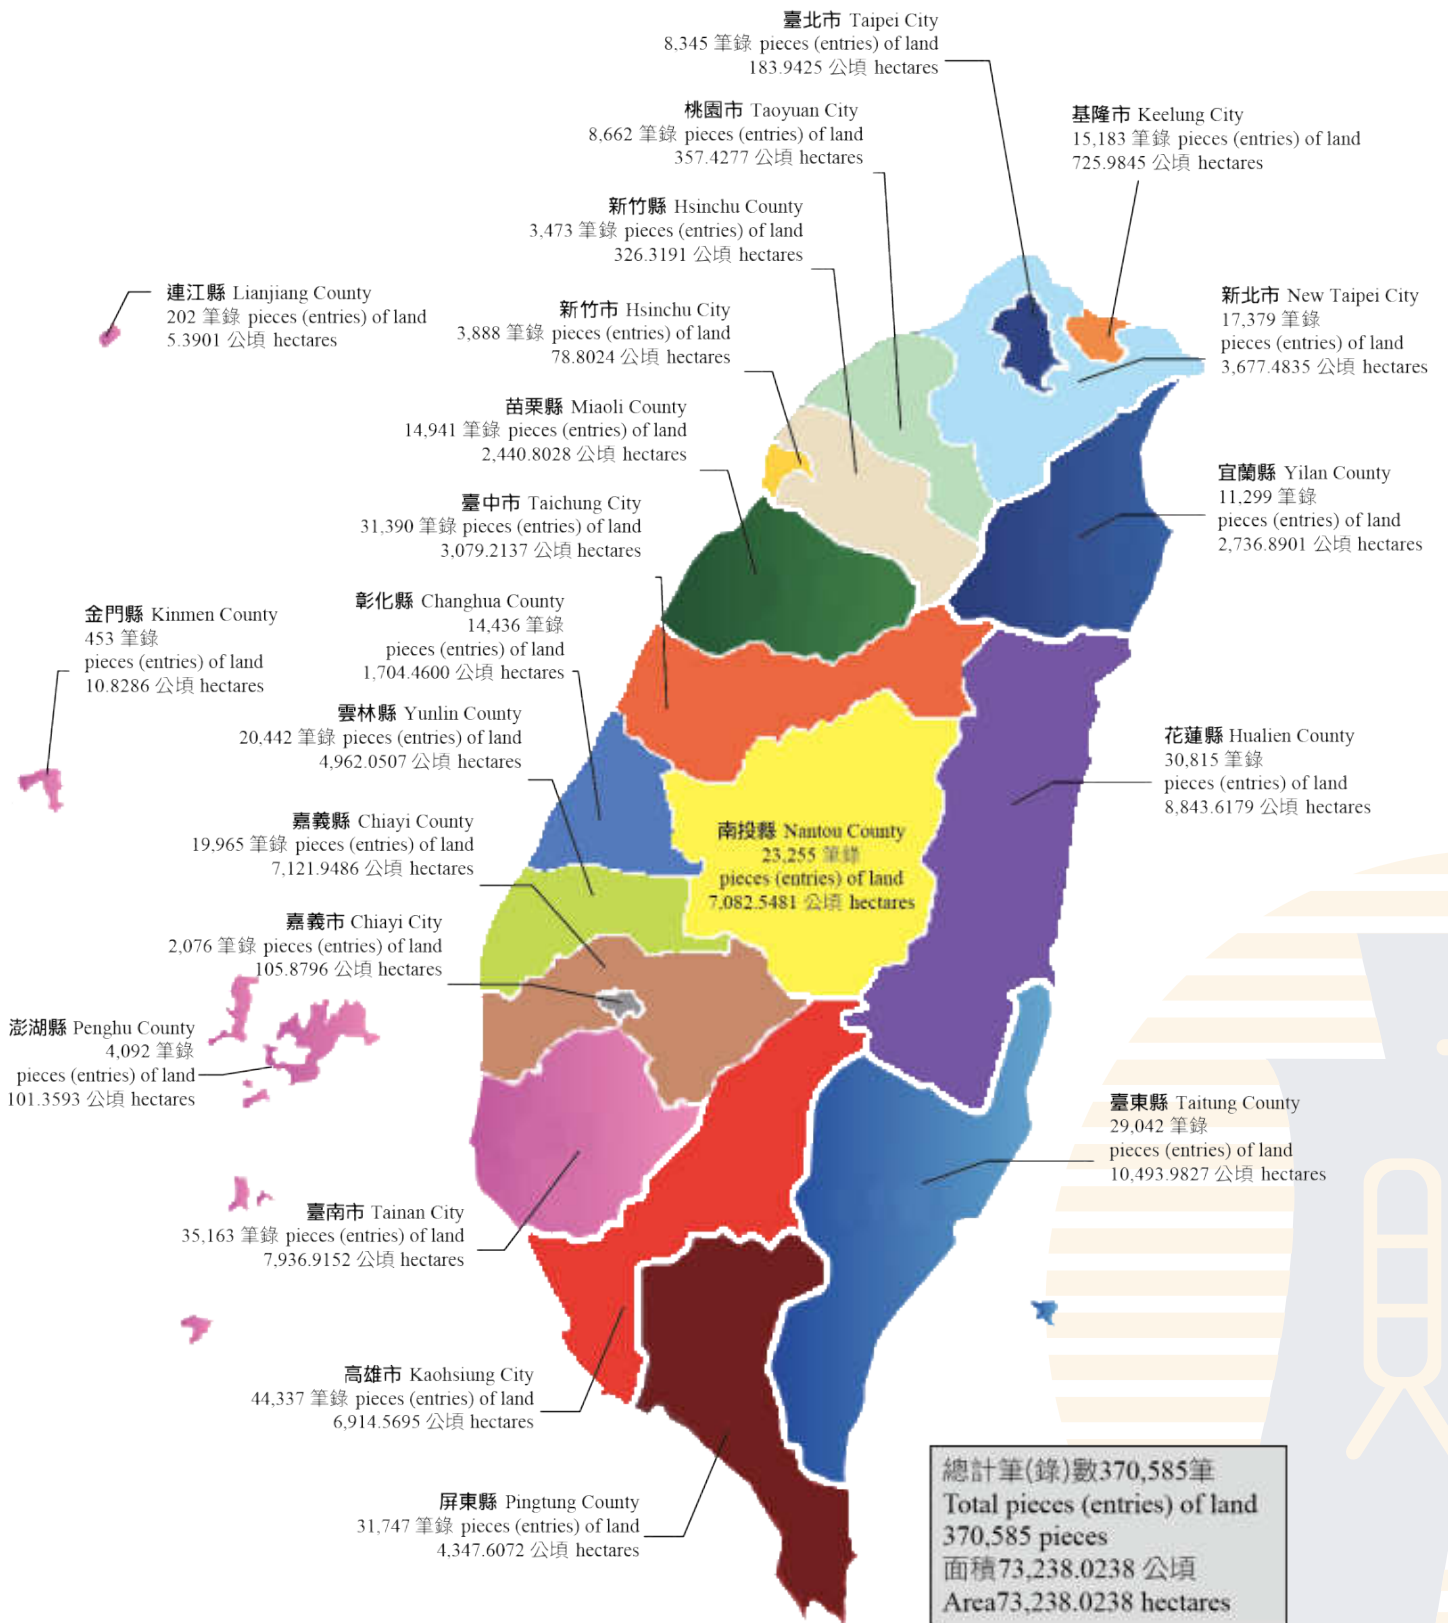 臺北市 Taipei City
8,345 筆錄 pieces (entries) of land
183.9425 公頃 hectares
桃園市 Taoyuan City
8,662 筆錄 pieces (entries) of land
357.4277 公頃 hectares
基隆市 Keelung City
15,183 筆錄 pieces (entries) of land
725.9845 公頃 hectares
新竹縣 Hsinchu County
3,473 筆錄 pieces (entries) of land
326.3191 公頃 hectares
連江縣 Lianjiang County
202 筆錄 pieces (entries) of land
5.3901 公頃 hectares
新竹市 Hsinchu City
3,888 筆錄 pieces (entries) of land
78.8024 公頃 hectares
新北市 New Taipei City
17,379 筆錄
pieces (entries) of land
3,677.4835 公頃 hectares
苗栗縣 Miaoli County
14,941 筆錄 pieces (entries) of land
2,440.8028 公頃 hectares
宜蘭縣 Yilan County
11,299 筆錄
pieces (entries) of land
2,736.8901 公頃 hectares
臺中市 Taichung City
31,390 筆錄 pieces (entries) of land
3,079.2137 公頃 hectares
彰化縣 Changhua County
14,436 筆錄
pieces (entries) of land
1,704.4600 公頃 hectares
金門縣 Kinmen County
453 筆錄
pieces (entries) of land
10.8286 公頃 hectares
雲林縣 Yunlin County
20,442 筆錄 pieces (entries) of land
4,962.0507 公頃 hectares
花蓮縣 Hualien County
30,815 筆錄
pieces (entries) of land
8,843.6179 公頃 hectares
嘉義縣 Chiayi County
19,965 筆錄 pieces (entries) of land
7,121.9486 公頃 hectares
南投縣 Nantou County
23,255 筆錄
pieces (entries) of land
7,082.5481 公頃 hectares
嘉義市 Chiayi City
2,076 筆錄 pieces (entries) of land
105.8796 公頃 hectares
澎湖縣 Penghu County
4,092 筆錄
pieces (entries) of land
101.3593 公頃 hectares
臺東縣 Taitung County
29,042 筆錄
pieces (entries) of land
10,493.9827 公頃 hectares
臺南市 Tainan City
35,163 筆錄 pieces (entries) of land
7,936.9152 公頃 hectares
高雄市 Kaohsiung City
44,337 筆錄 pieces (entries) of land
6,914.5695 公頃 hectares
屏東縣 Pingtung County
31,747 筆錄 pieces (entries) of land
4,347.6072 公頃 hectares
總計筆(錄)數370,585筆
Total pieces (entries) of land
370,585 pieces
面積73,238.0238 公頃
Area73,238.0238 hectares